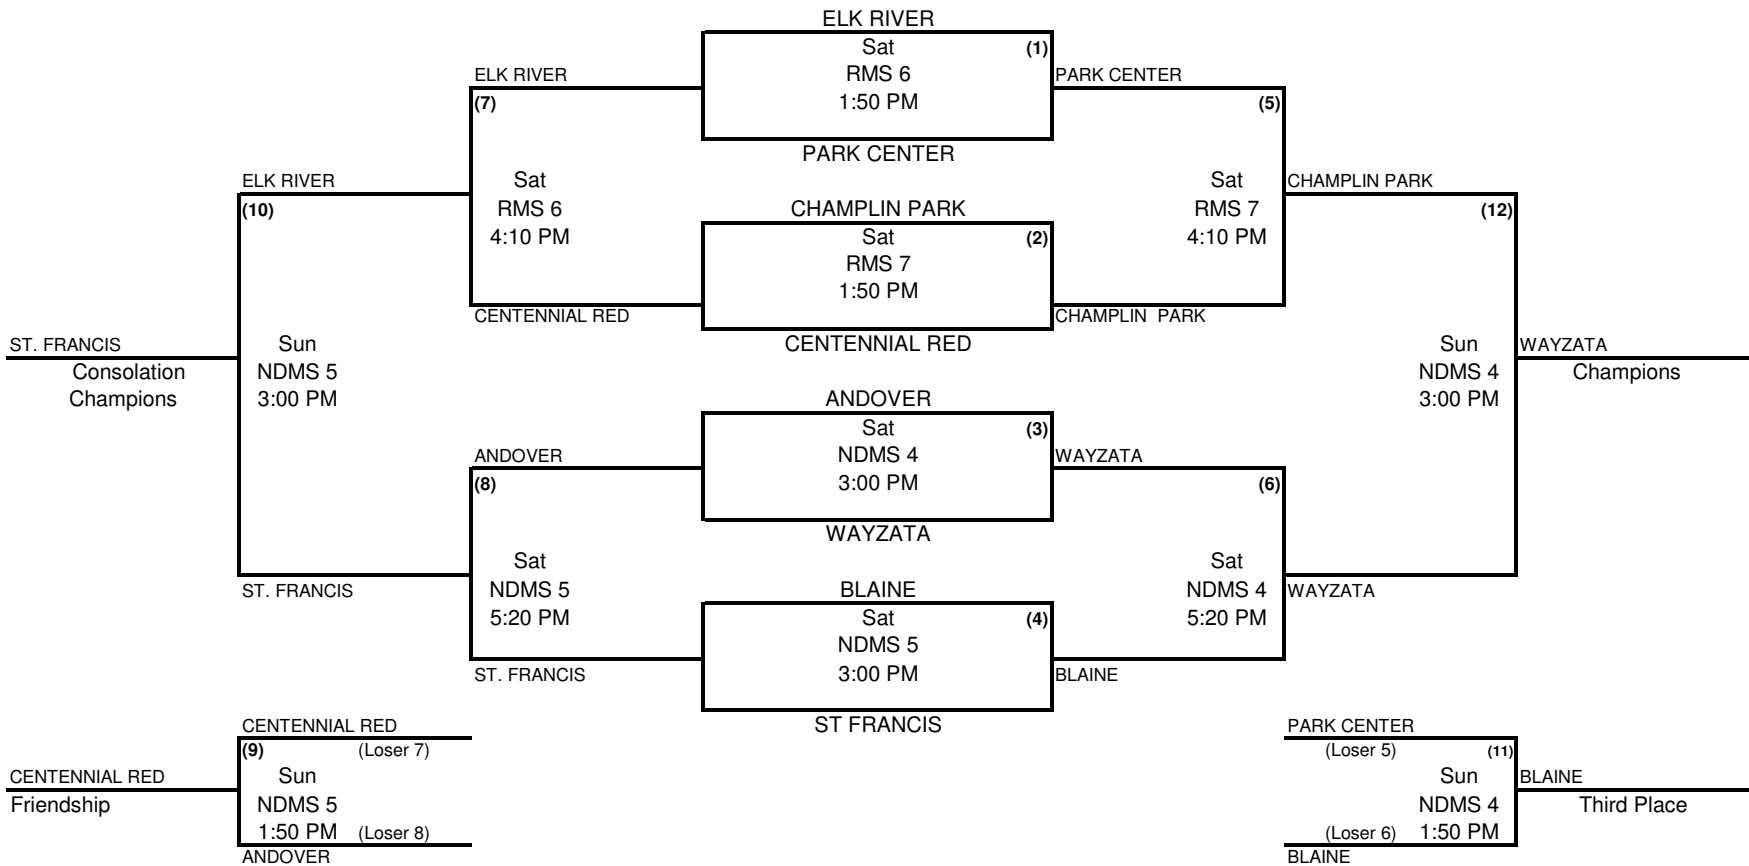 ELK RIVER
Sat (1)
RMS 6
1:50 PM
PARK CENTER
ELK RIVER
(7)
Sat
RMS 6
4:10 PM
CENTENNIAL RED
PARK CENTER
(5)
Sat
RMS 7
4:10 PM
CHAMPLIN  PARK
CHAMPLIN PARK
Sat (2)
RMS 7
1:50 PM
CENTENNIAL RED
ELK RIVER
(10)
Sun
NDMS 5
3:00 PM
ST. FRANCIS
ST. FRANCIS
Consolation
Champions
CHAMPLIN PARK
(12)
Sun
NDMS 4
3:00 PM
WAYZATA
WAYZATA
Champions
ANDOVER
Sat (3)
NDMS 4
3:00 PM
WAYZATA
ANDOVER
(8)
Sat
NDMS 5
5:20 PM
ST. FRANCIS
WAYZATA
(6)
Sat
NDMS 4
5:20 PM
BLAINE
BLAINE
Sat (4)
NDMS 5
3:00 PM
ST FRANCIS
CENTENNIAL RED
(9) (Loser 7)
Sun
NDMS 5
1:50 PM (Loser 8)
ANDOVER
CENTENNIAL RED
Friendship
PARK CENTER
(Loser 5) (11)
Sun
NDMS 4
(Loser 6) 1:50 PM
BLAINE
BLAINE
Third Place